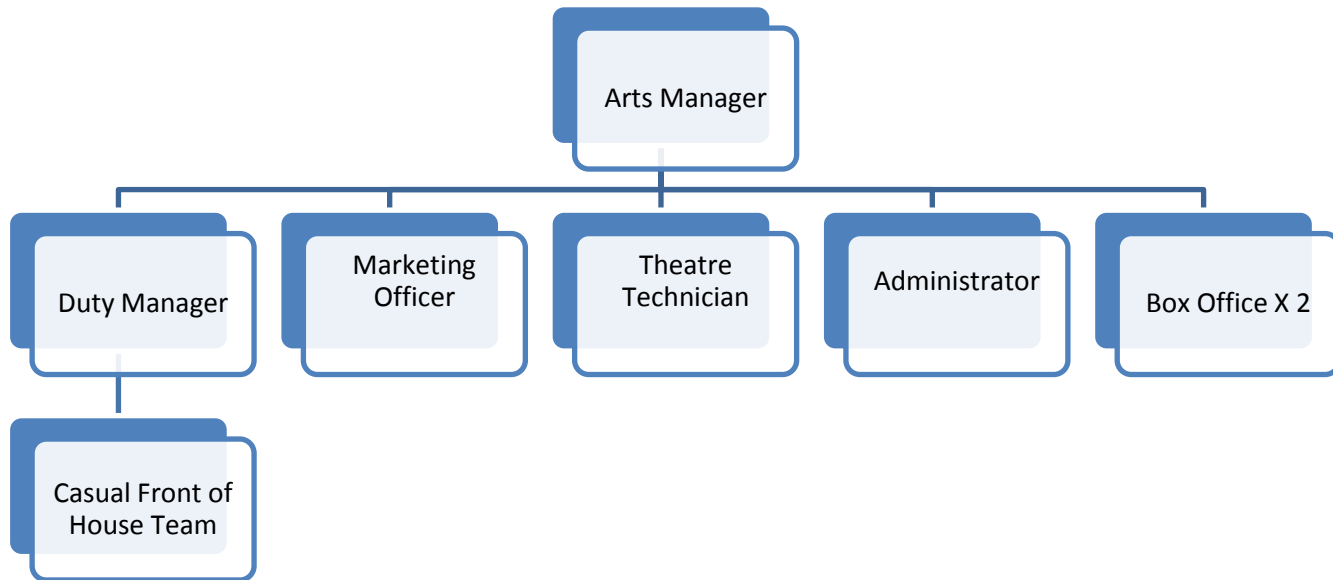 Arts Manager
Duty Manager
Marketing
Officer
Theatre
Technician
Administrator
Box Office X 2
Casual Front of
House Team